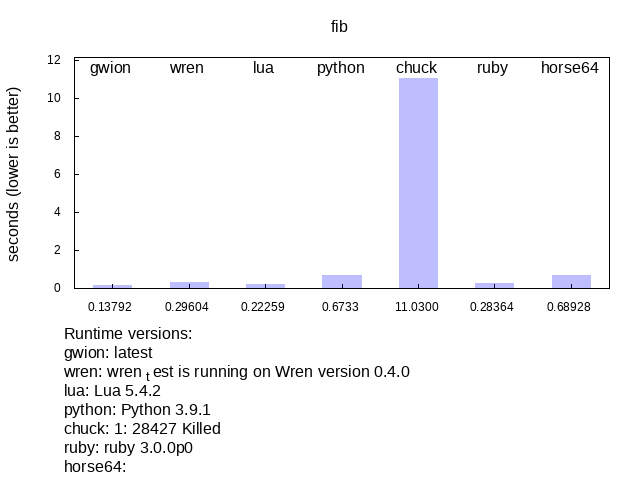 fib
seconds (lower is better)
12
10
8
6
4
2
0
gwion wren lua python chuck ruby horse64
0.13792 0.29604 0.22259 0.6733 11.0300 0.28364 0.68928
Runtime versions:
gwion: latest
wren: wren t est is running on Wren version 0.4.0
lua: Lua 5.4.2
python: Python 3.9.1
chuck: 1: 28427 Killed
ruby: ruby 3.0.0p0
horse64: